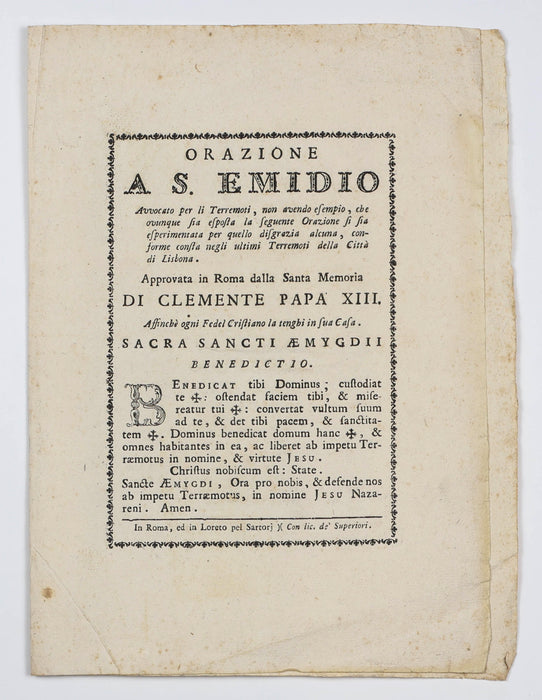 ORAZIONE
A S. EMIDIO
Avvocato per li Terremoti, non avendo esempio, che
ovunque ſia eſpoſta la ſeguente Orazione ſi ſia
eſperimentata per quello diſgrazia alcuna, con-
forme conſta negli ultimi Terremoti della Città
di Lisbona.
Approvata in Roma dalla Santa Memoria
DI CLEMENTE PAPA XIII.
Affinchè ogni Fedel Criſtiano la tenghi in ſua Caſa.
SACRA SANCTI ÆMYGDII
BENEDICTIO.
BENEDICAT tibi Dominus; cuſtodiat
te ✠: oſtendat faciem tibi, & miſe-
reatur tui ✠: convertat vultum ſuum
ad te, & det tibi pacem, & ſanctita-
tem ✠. Dominus benedicat domum hanc ✠, &
omnes habitantes in ea, ac liberet ab impetu Ter-
ræmotus in nomine, & virtute JESU.
Chriſtus nobiſcum eſt: State.
Sancte ÆMYGDI, Ora pro nobis, & defende nos
ab impetu Terræmotus, in nomine JESU Naza-
reni. Amen.
In Roma, ed in Loreto pel Sartorj )( Con lic. de' Superiori.